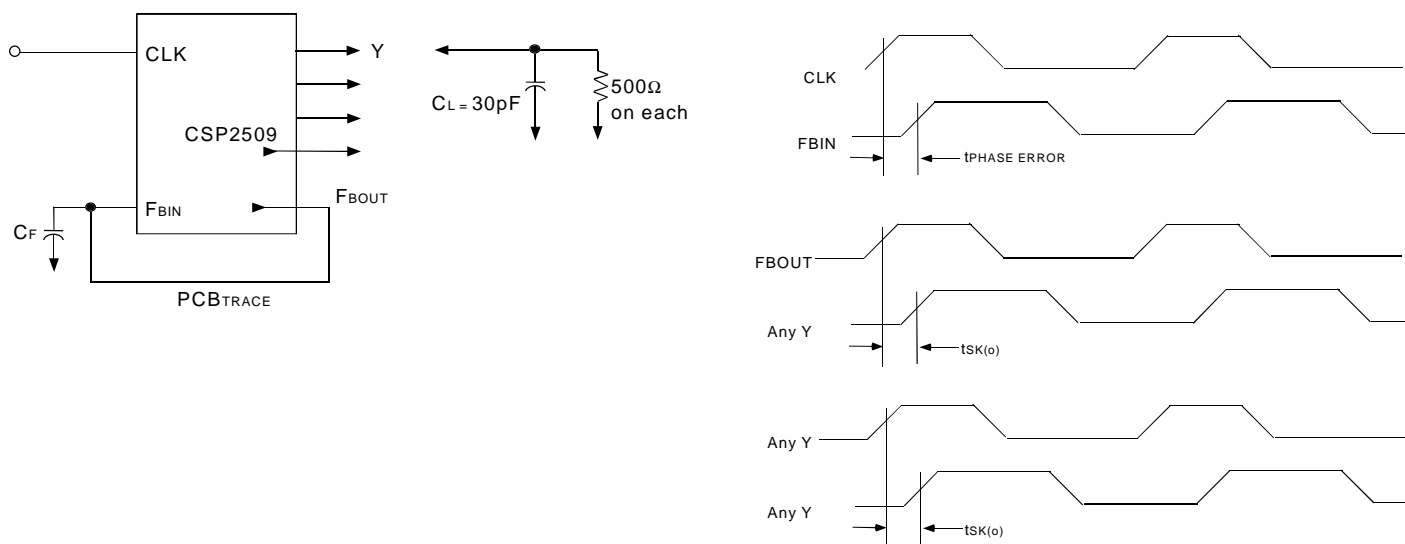 CLK
Y
CSP2509
FBIN
FBOUT
CF
PCBTRACE
CL = 30pF
500Ω
on each
CLK
FBIN
tPHASE ERROR
FBOUT
Any Y
tSK(o)
Any Y
Any Y
tSK(o)